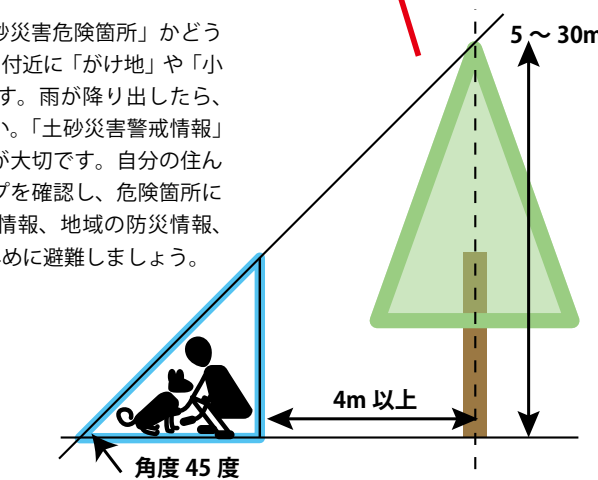 砂災害危険箇所」かどう
付近に「がけ地」や「小
す。雨が降り出したら、
い。「土砂災害警戒情報」
が大切です。自分の住ん
プを確認し、危険箇所に
情報、地域の防災情報、
めに避難しましょう。
5 〜 30m
4m 以上
角度 45 度